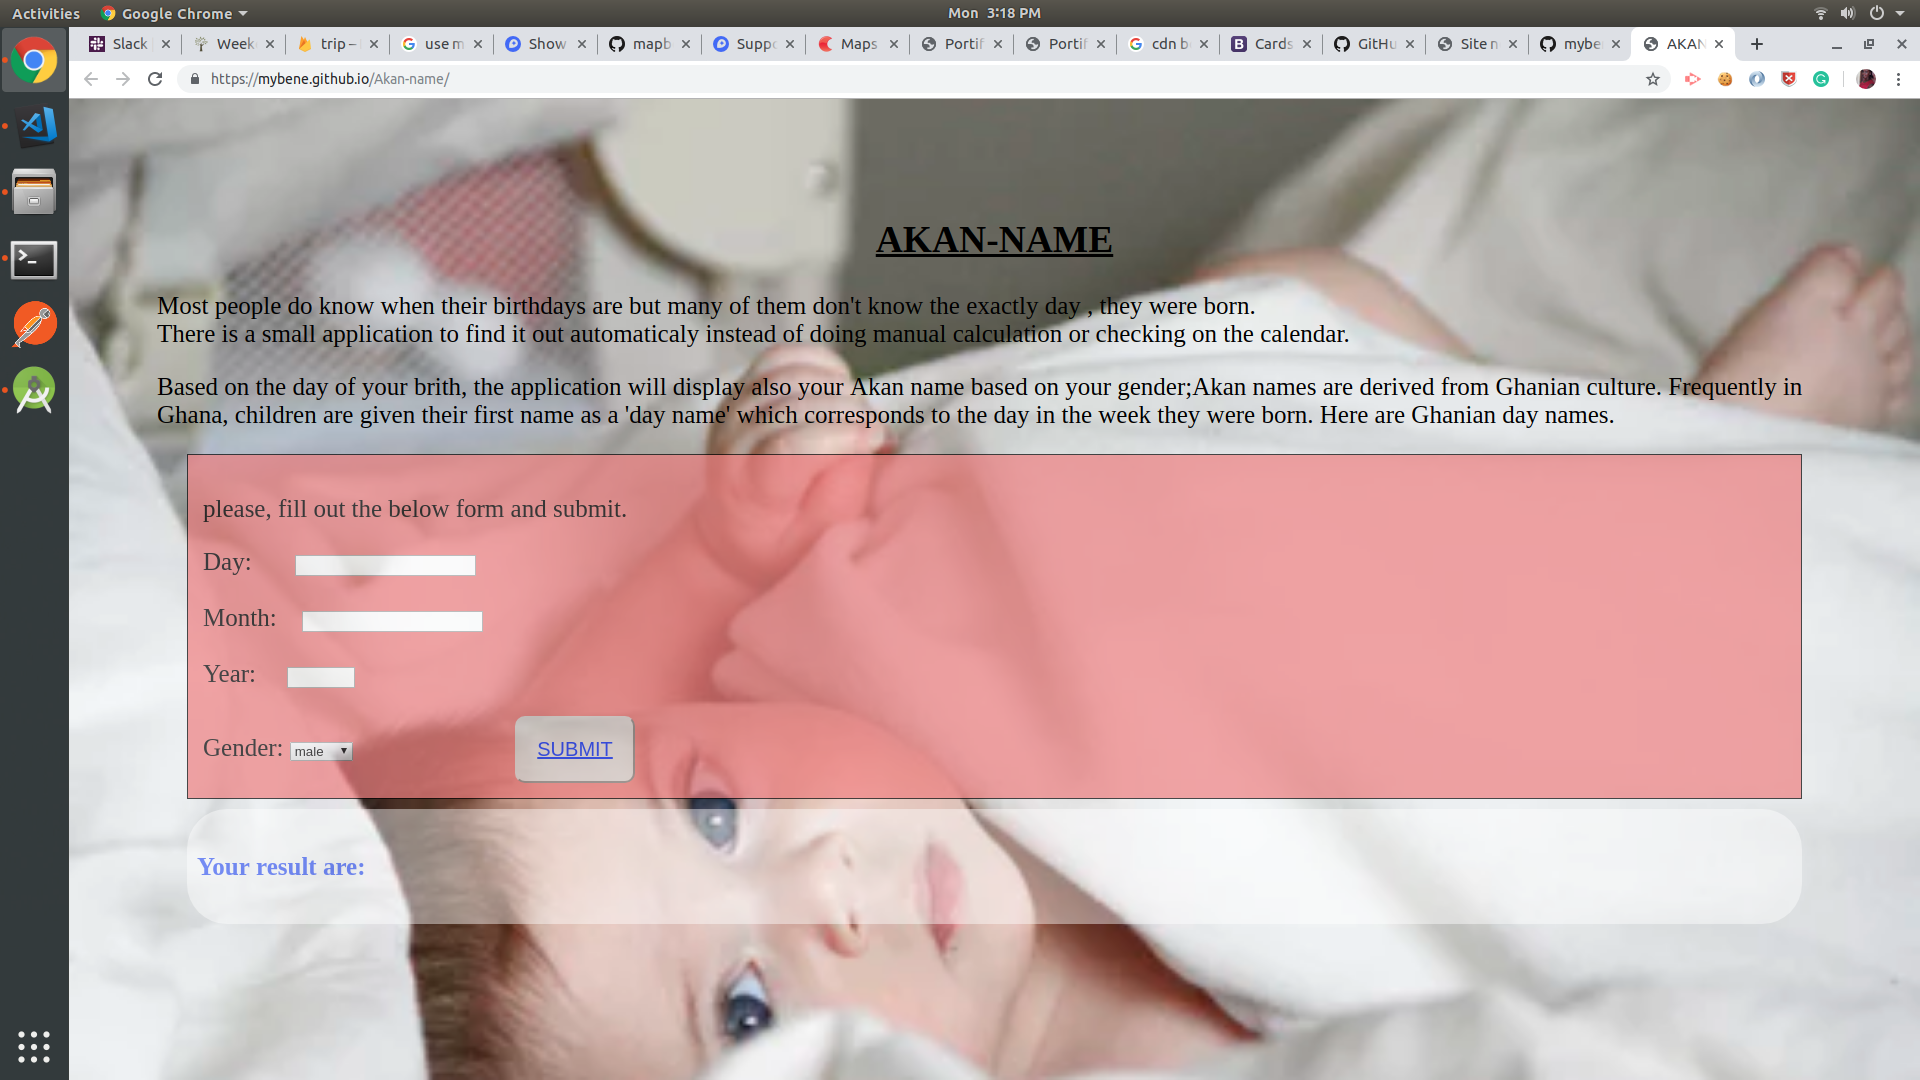 Activities Google Chrome Mon 3:18 PM
Slack Week trip – use m Show mapb Suppo Maps Portif Portif cdn b Cards GitHu Site n mybe AKAN
https://mybene.github.io/Akan-name/
AKAN-NAME
Most people do know when their birthdays are but many of them don't know the exactly day , they were born.
There is a small application to find it out automaticaly instead of doing manual calculation or checking on the calendar.
Based on the day of your brith, the application will display also your Akan name based on your gender;Akan names are derived from Ghanian culture. Frequently in
Ghana, children are given their first name as a 'day name' which corresponds to the day in the week they were born. Here are Ghanian day names.
please, fill out the below form and submit.
Day:
Month:
Year:
Gender: male SUBMIT
Your result are: